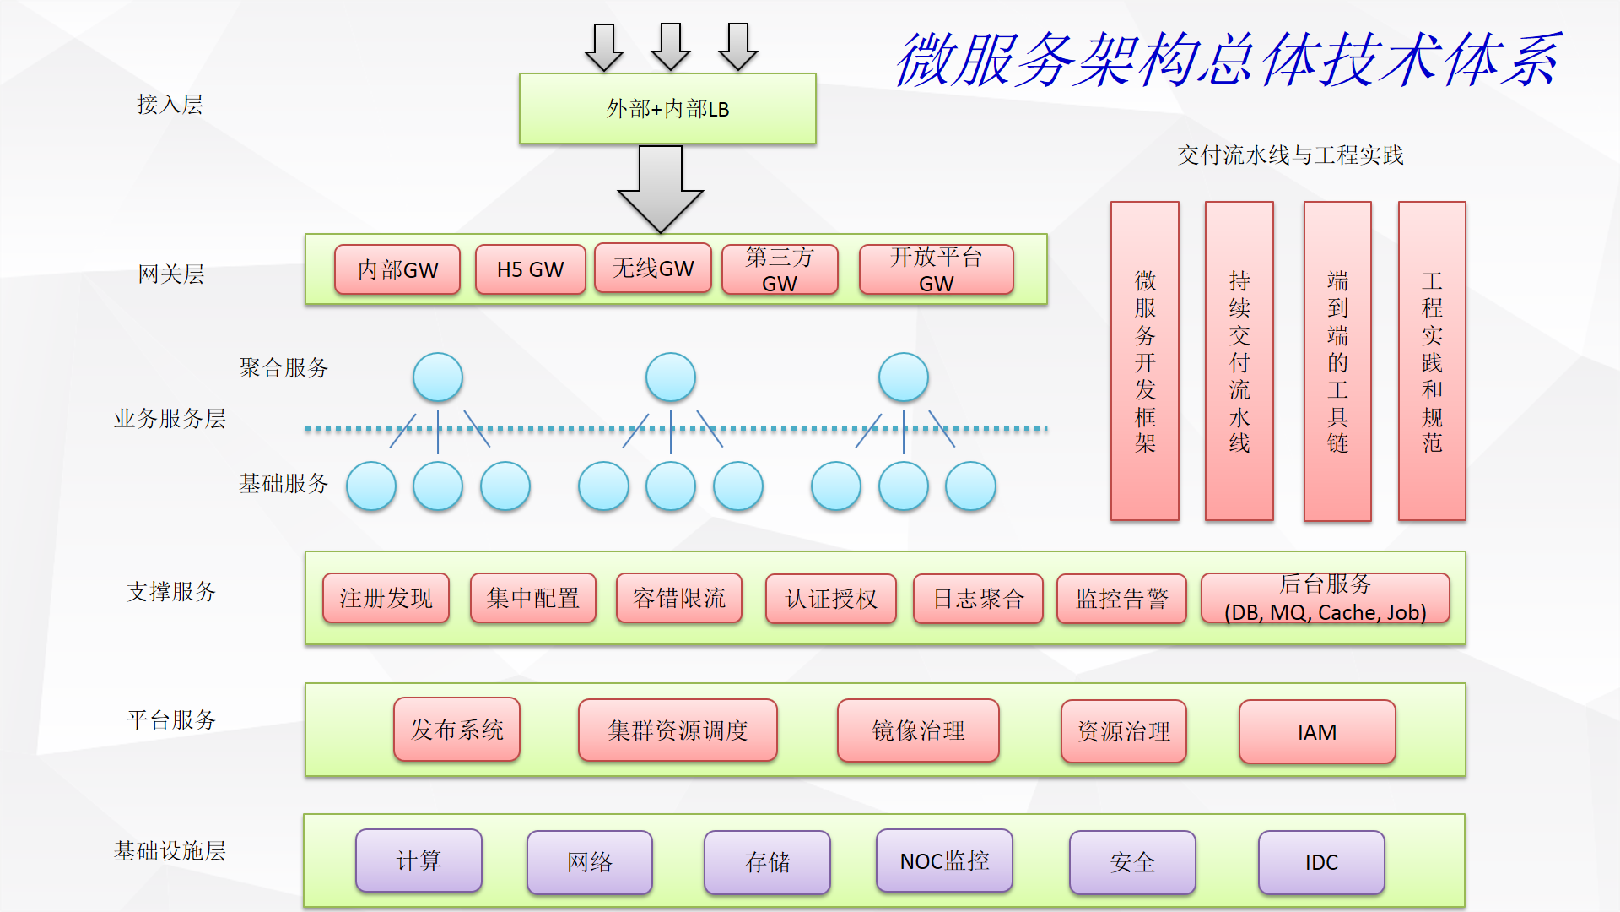 微服务架构总体技术体系
接入层
外部+内部LB
交付流水线与工程实践
网关层
内部GW
H5 GW
无线GW
第三方
GW
开放平台
GW
微服务开发框架
持续交付流水线
端到端的工具链
工程实践和规范
聚合服务
业务服务层
基础服务
支撑服务
注册发现
集中配置
容错限流
认证授权
日志聚合
监控告警
后台服务
(DB, MQ, Cache, Job)
平台服务
发布系统
集群资源调度
镜像治理
资源治理
IAM
基础设施层
计算
网络
存储
NOC监控
安全
IDC